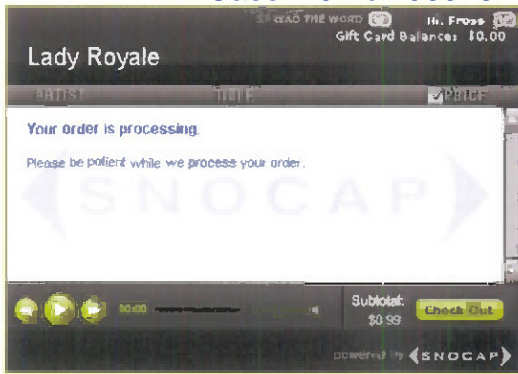 SPREAD THE WORD Hi, Fross
Gift Card Balance: $0.00
Lady Royale
ARTIST TITLE PRICE
Your order is processing.
Please be patient while we process your order.
SNOCAP
00:00 Subtotal: Check Out
$0.99
powered by SNOCAP